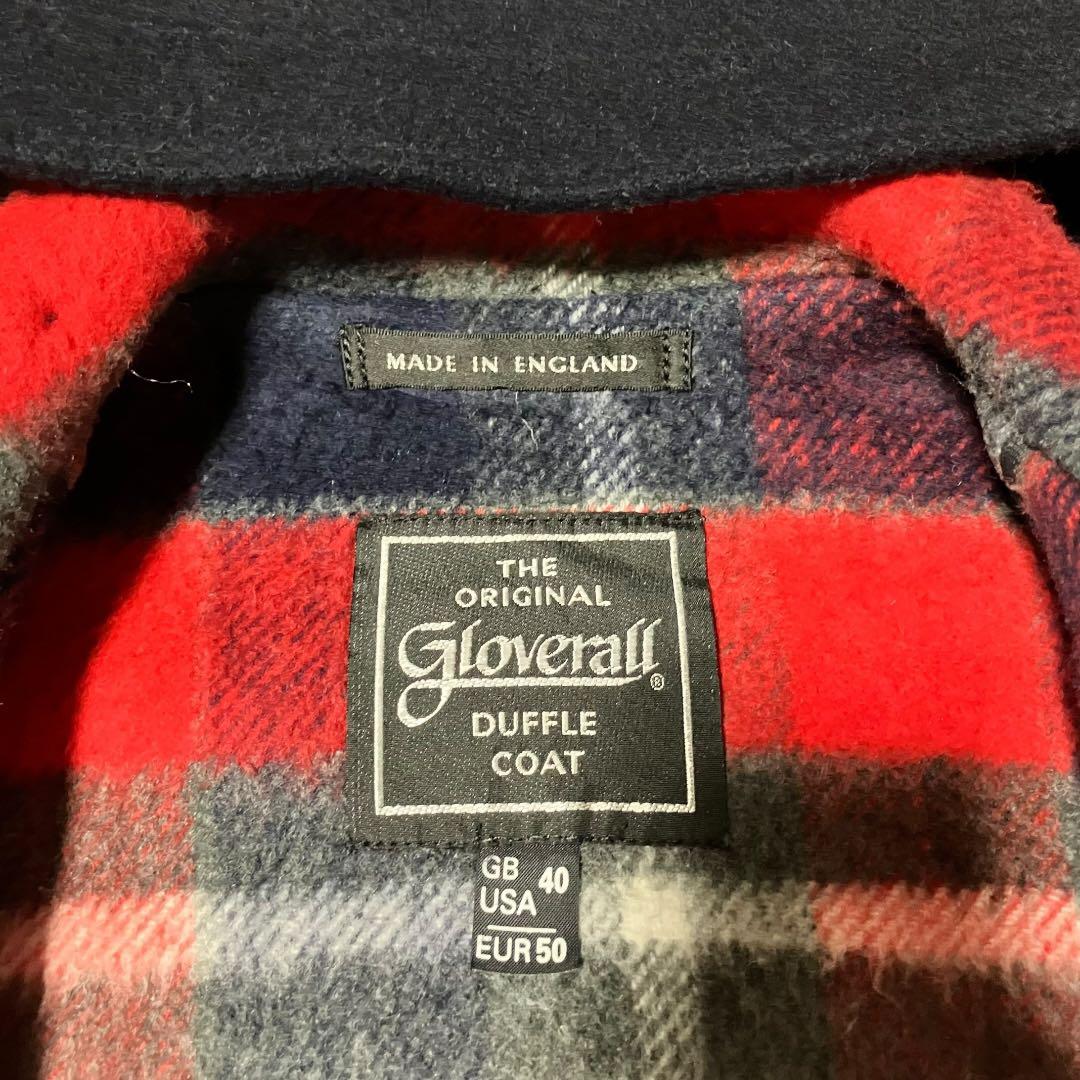 MADE IN ENGLAND
THE
ORIGINAL
Gloverall®
DUFFLE
COAT
GB 40
USA
EUR 50